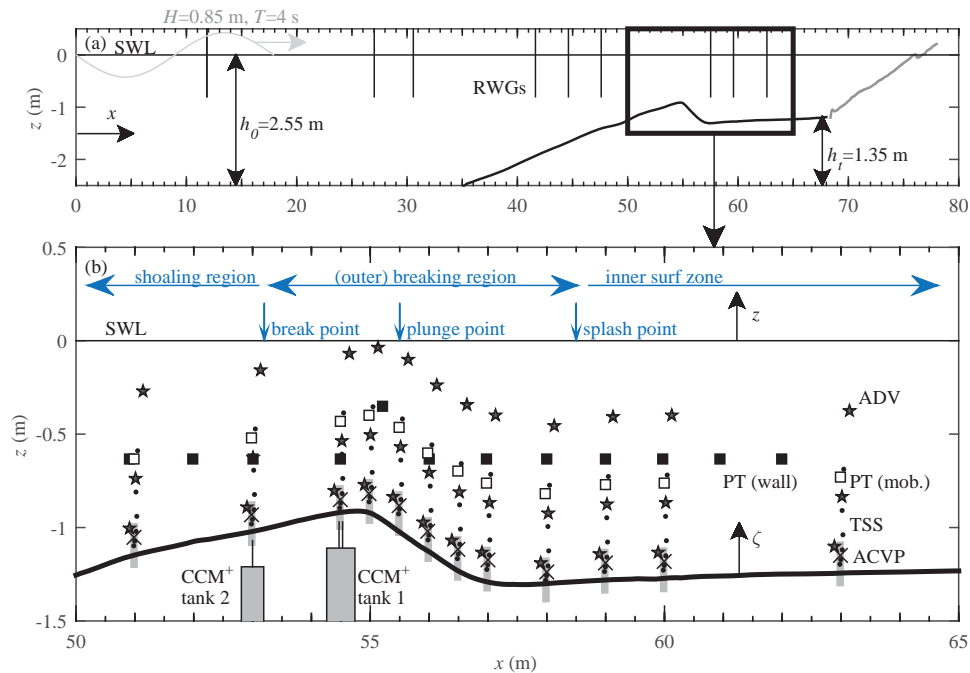 H=0.85 m, T=4 s
(a)
SWL
RWGs
x
h0=2.55 m
ht=1.35 m
z (m)
0
-1
-2
0 10 20 30 40 50 60 70 80
(b)
shoaling region
(outer) breaking region
inner surf zone
break point
plunge point
splash point
z
SWL
ADV
PT (wall)
PT (mob.)
TSS
ζ
ACVP
CCM+
tank 2
CCM+
tank 1
z (m)
0
-0.5
-1
-1.5
50 55 60 65
x (m)